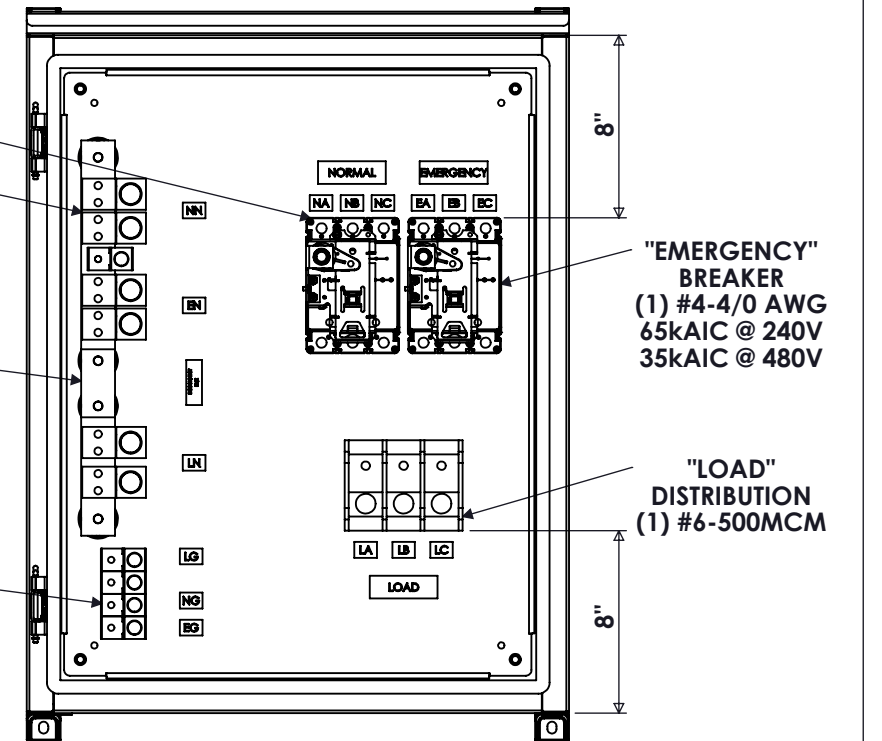 NORMAL EMERGENCY
NA NB NC EA EB EC
8"
NN
"EMERGENCY"
BREAKER
(1) #4-4/0 AWG
65kAIC @ 240V
35kAIC @ 480V
EN
LN
"LOAD"
DISTRIBUTION
(1) #6-500MCM
LG
LA LB LC
NG
LOAD
EG
8"